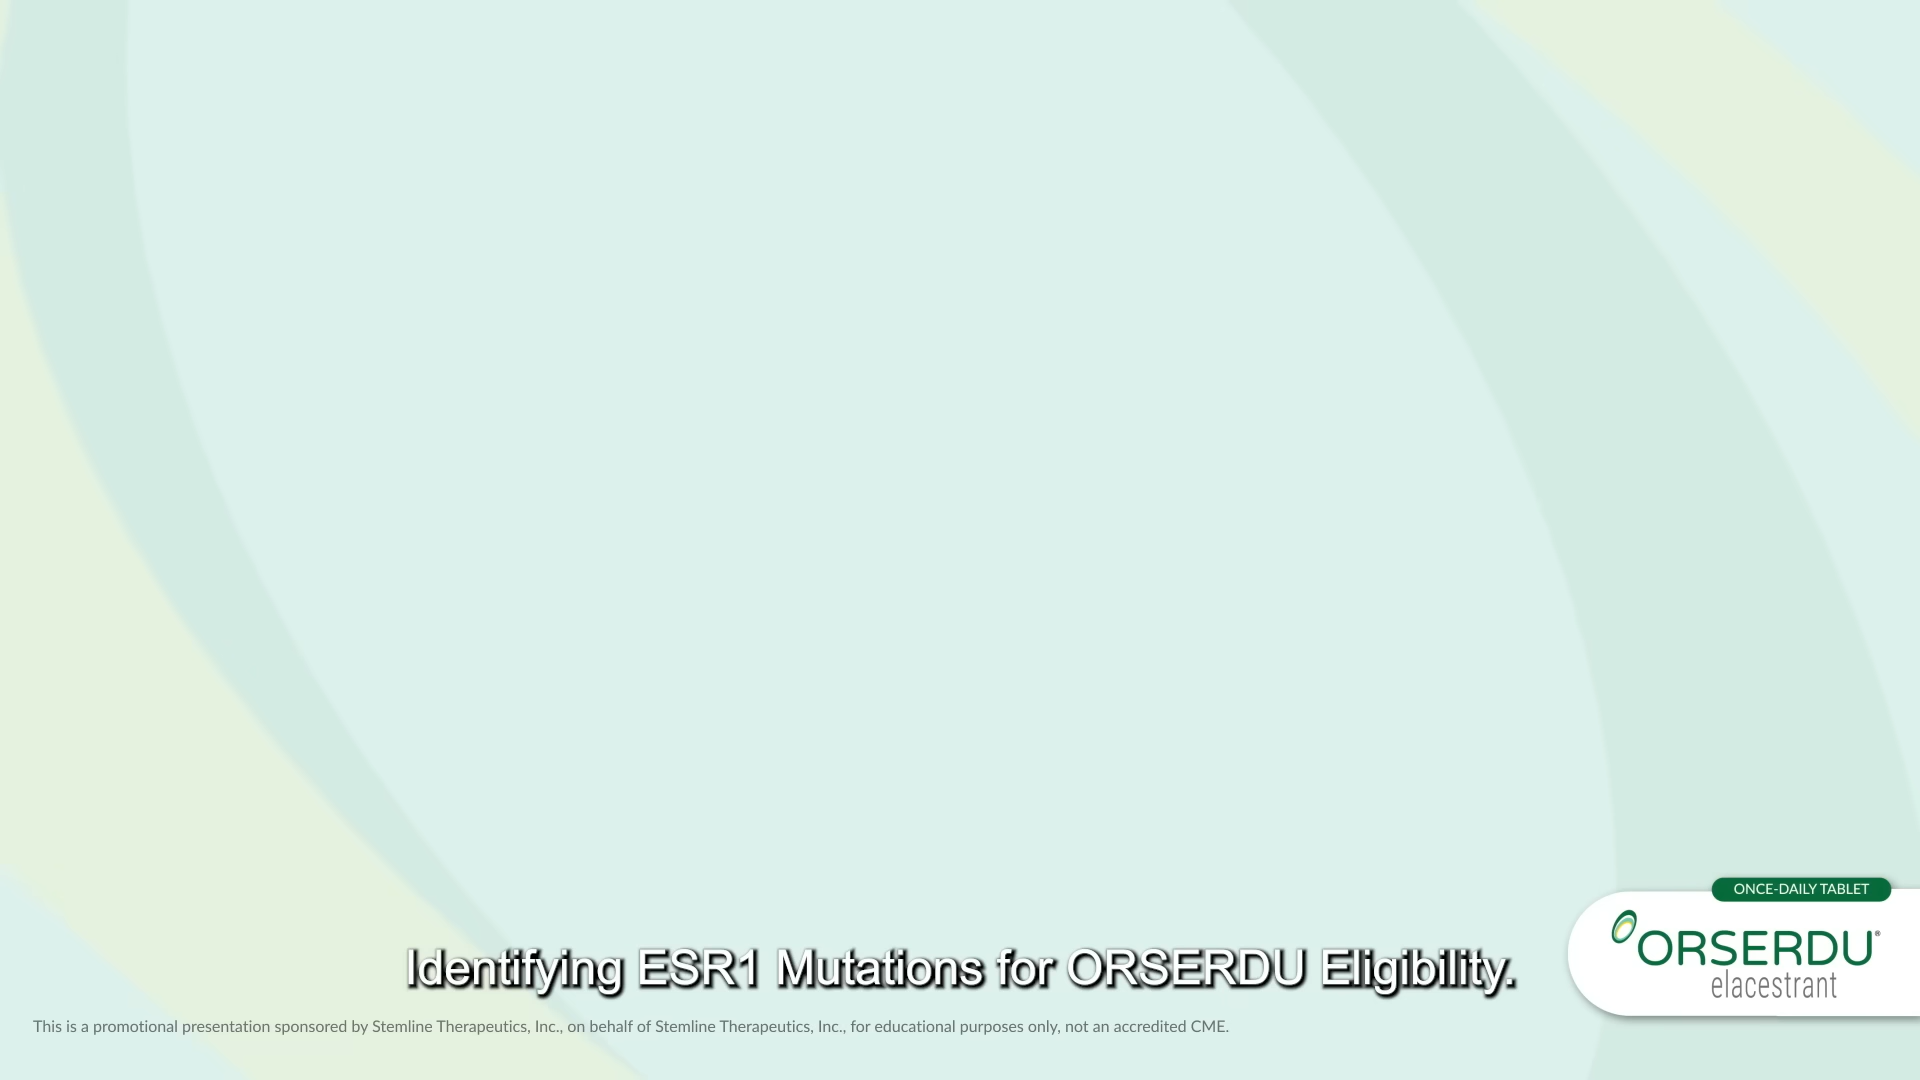 ONCE-DAILY TABLET
ORSERDU®
elacestrant
Identifying ESR1 Mutations for ORSERDU Eligibility.
This is a promotional presentation sponsored by Stemline Therapeutics, Inc., on behalf of Stemline Therapeutics, Inc., for educational purposes only, not an accredited CME.